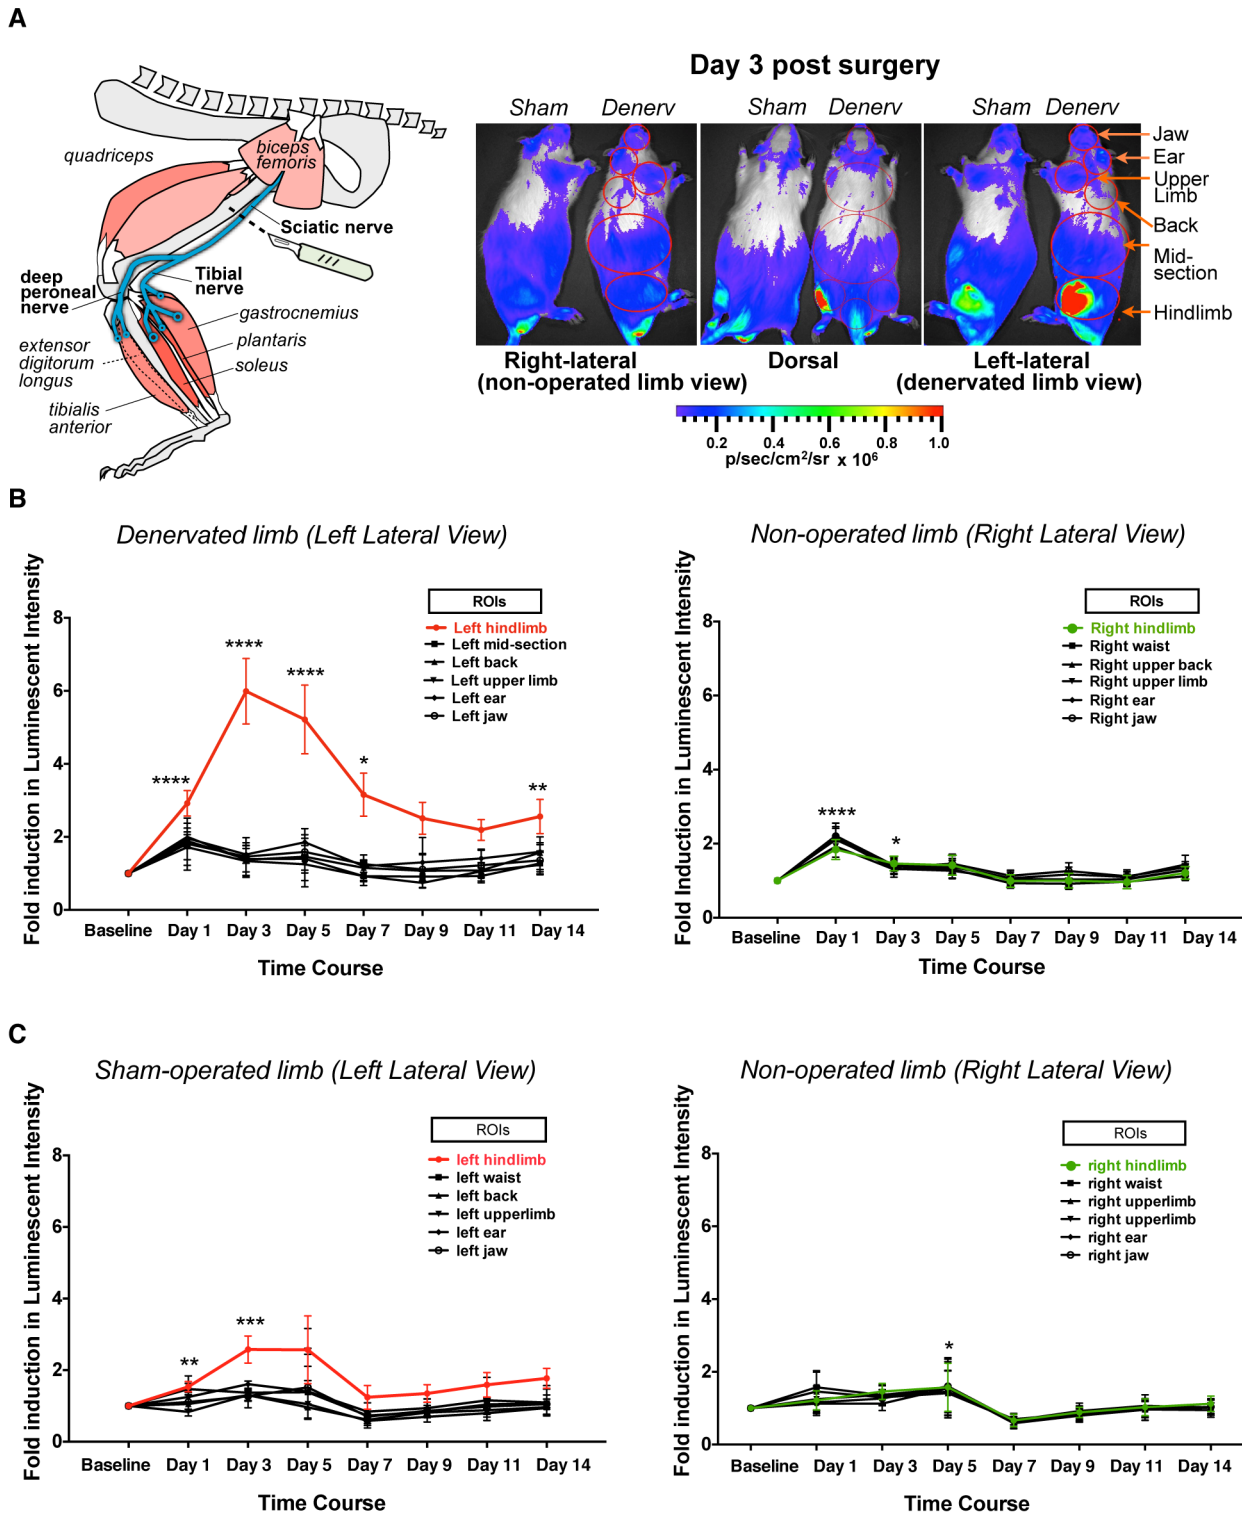 A
Day 3 post surgery
Sham Denerv Sham Denerv Sham Denerv
quadriceps
biceps
femoris
Sciatic nerve
deep
peroneal
nerve
Tibial
nerve
gastrocnemius
plantaris
soleus
extensor
digitorum
longus
tibialis
anterior
Jaw
Ear
Upper
Limb
Back
Mid-
section
Hindlimb
Right-lateral
(non-operated limb view)
Dorsal
Left-lateral
(denervated limb view)
0.2 0.4 0.6 0.8 1.0
p/sec/cm²/sr x 10⁶
B
Denervated limb (Left Lateral View)
Fold induction in Luminescent Intensity
8
6
4
2
0
ROIs
Left hindlimb
Left mid-section
Left back
Left upper limb
Left ear
Left jaw
**** **** **** * **
Baseline Day 1 Day 3 Day 5 Day 7 Day 9 Day 11 Day 14
Time Course
Non-operated limb (Right Lateral View)
Fold Induction in Luminescent Intensity
8
6
4
2
0
ROIs
Right hindlimb
Right waist
Right upper back
Right upper limb
Right ear
Right jaw
**** *
Baseline Day 1 Day 3 Day 5 Day 7 Day 9 Day 11 Day 14
Time Course
C
Sham-operated limb (Left Lateral View)
Fold induction in Luminescent Intensity
8
6
4
2
0
ROIs
left hindlimb
left waist
left back
left upperlimb
left ear
left jaw
** ***
Baseline Day 1 Day 3 Day 5 Day 7 Day 9 Day 11 Day 14
Time Course
Non-operated limb (Right Lateral View)
Fold induction in Luminescent Intensity
8
6
4
2
0
ROIs
right hindlimb
right waist
right upperlimb
right upperlimb
right ear
right jaw
*
Baseline Day 1 Day 3 Day 5 Day 7 Day 9 Day 11 Day 14
Time Course